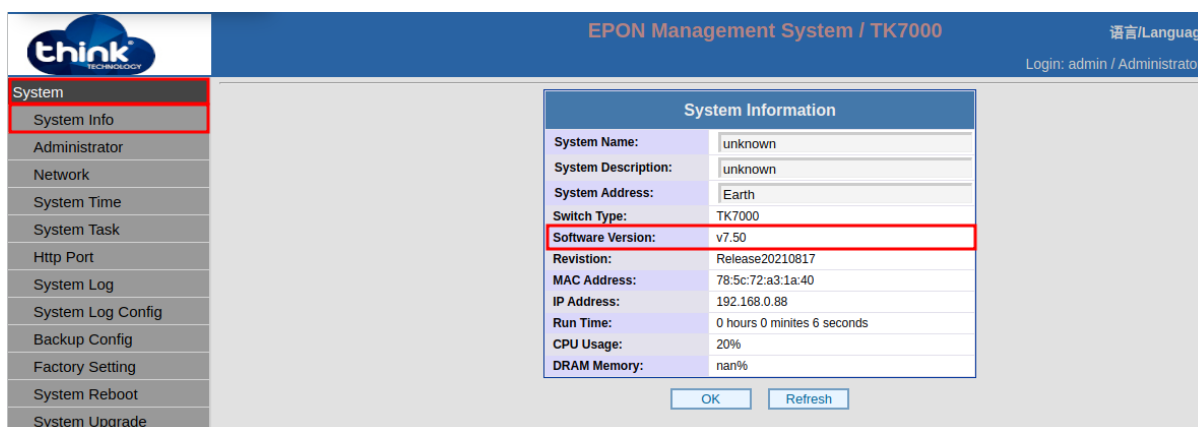 think
TECHNOLOGY
EPON Management System / TK7000
语言/Languag
Login: admin / Administrato
System
System Info
Administrator
Network
System Time
System Task
Http Port
System Log
System Log Config
Backup Config
Factory Setting
System Reboot
System Upgrade
System Information
System Name: unknown
System Description: unknown
System Address: Earth
Switch Type: TK7000
Software Version: v7.50
Revistion: Release20210817
MAC Address: 78:5c:72:a3:1a:40
IP Address: 192.168.0.88
Run Time: 0 hours 0 minites 6 seconds
CPU Usage: 20%
DRAM Memory: nan%
OK Refresh